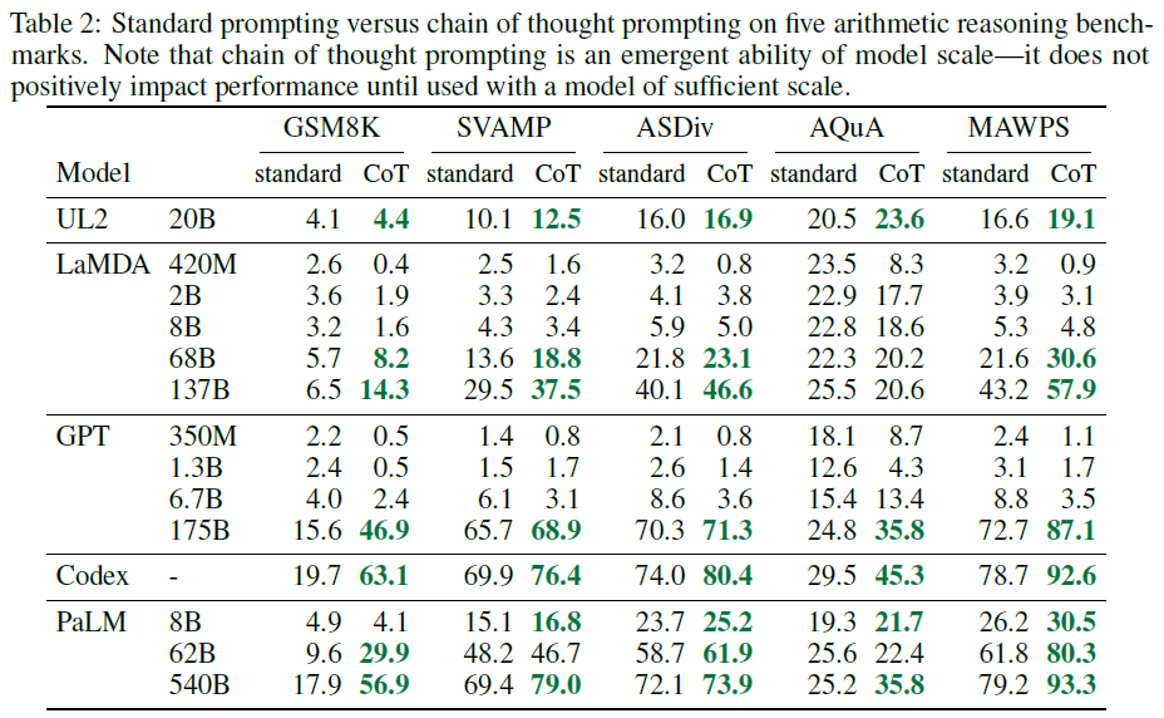 Table 2: Standard prompting versus chain of thought prompting on five arithmetic reasoning bench-
marks. Note that chain of thought prompting is an emergent ability of model scale—it does not
positively impact performance until used with a model of sufficient scale.
GSM8K SVAMP ASDiv AQuA MAWPS
Model standard CoT standard CoT standard CoT standard CoT standard CoT
UL2 20B 4.1 4.4 10.1 12.5 16.0 16.9 20.5 23.6 16.6 19.1
LaMDA 420M 2.6 0.4 2.5 1.6 3.2 0.8 23.5 8.3 3.2 0.9
2B 3.6 1.9 3.3 2.4 4.1 3.8 22.9 17.7 3.9 3.1
8B 3.2 1.6 4.3 3.4 5.9 5.0 22.8 18.6 5.3 4.8
68B 5.7 8.2 13.6 18.8 21.8 23.1 22.3 20.2 21.6 30.6
137B 6.5 14.3 29.5 37.5 40.1 46.6 25.5 20.6 43.2 57.9
GPT 350M 2.2 0.5 1.4 0.8 2.1 0.8 18.1 8.7 2.4 1.1
1.3B 2.4 0.5 1.5 1.7 2.6 1.4 12.6 4.3 3.1 1.7
6.7B 4.0 2.4 6.1 3.1 8.6 3.6 15.4 13.4 8.8 3.5
175B 15.6 46.9 65.7 68.9 70.3 71.3 24.8 35.8 72.7 87.1
Codex - 19.7 63.1 69.9 76.4 74.0 80.4 29.5 45.3 78.7 92.6
PaLM 8B 4.9 4.1 15.1 16.8 23.7 25.2 19.3 21.7 26.2 30.5
62B 9.6 29.9 48.2 46.7 58.7 61.9 25.6 22.4 61.8 80.3
540B 17.9 56.9 69.4 79.0 72.1 73.9 25.2 35.8 79.2 93.3